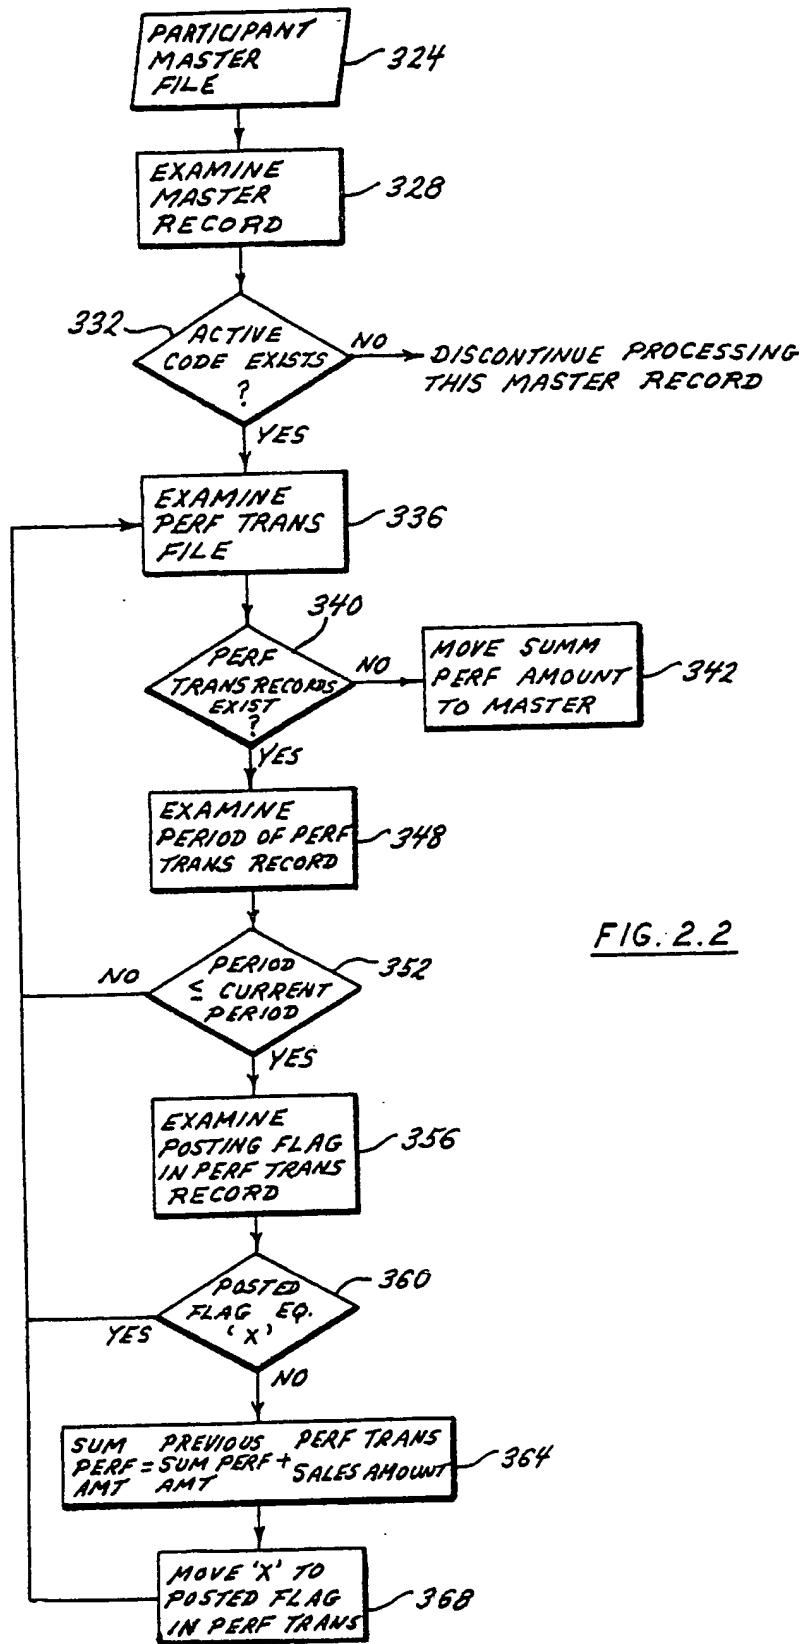 PARTICIPANT
MASTER
FILE
324
EXAMINE
MASTER
RECORD
328
332
ACTIVE
CODE EXISTS
?
NO
DISCONTINUE PROCESSING
THIS MASTER RECORD
YES
EXAMINE
PERF TRANS
FILE
336
340
PERF
TRANS RECORDS
EXIST
?
NO
MOVE SUMM
PERF AMOUNT
TO MASTER
342
YES
EXAMINE
PERIOD OF PERF
TRANS RECORD
348
FIG. 2.2
PERIOD
≤ CURRENT
PERIOD
352
NO
YES
EXAMINE
POSTING FLAG
IN PERF TRANS
RECORD
356
POSTED
FLAG EQ.
'X'
360
YES
NO
SUM PREVIOUS PERF TRANS
PERF = SUM PERF + SALES AMOUNT
AMT AMT
364
MOVE 'X' TO
POSTED FLAG
IN PERF TRANS
368